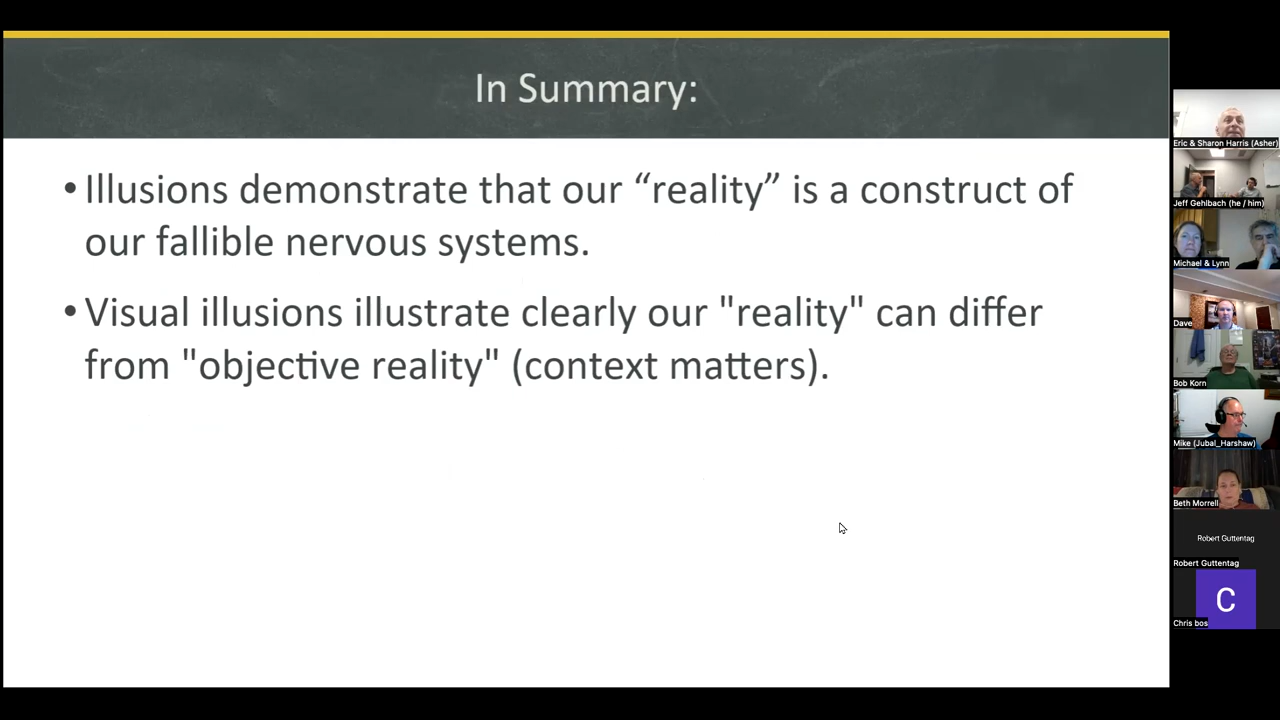 In Summary:
• Illusions demonstrate that our “reality” is a construct of
our fallible nervous systems.
• Visual illusions illustrate clearly our "reality" can differ
from "objective reality" (context matters).
Eric & Sharon Harris (Asher)
Jeff Gehlbach (he / him)
Michael & Lynn
Dave
Bob Korn
Mike (Jubal_Harshaw)
Beth Morrell
Robert Guttentag
Robert Guttentag
C
Chris bos